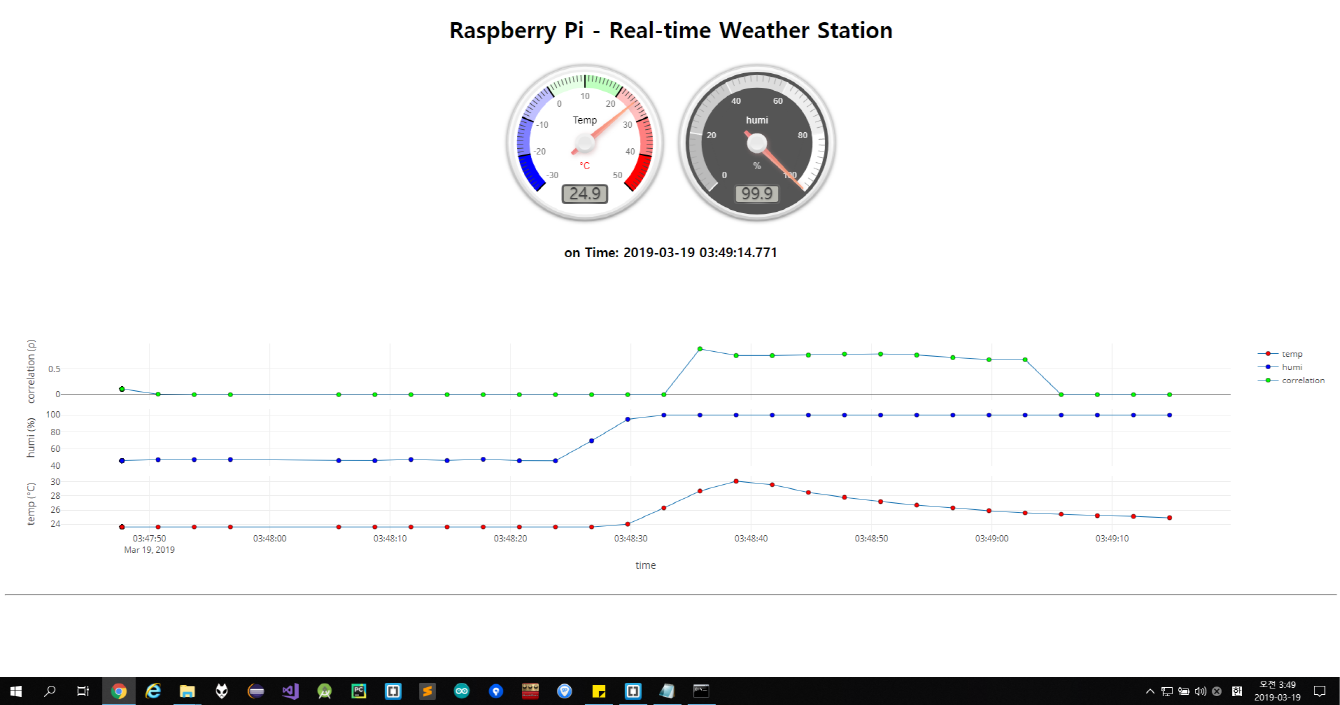 Raspberry Pi - Real-time Weather Station
10
0
20
Temp
-10
30
-20
40
°C
-30
50
24.9
40
60
humi
20
80
%
0
100
99.9
on Time: 2019-03-19 03:49:14.771
correlation (ρ)
0.5
0
humi (%)
100
80
60
40
temp (°C)
30
28
26
24
03:47:50
03:48:00
03:48:10
03:48:20
03:48:30
03:48:40
03:48:50
03:49:00
03:49:10
Mar 19, 2019
time
temp
humi
correlation
오전 3:49
2019-03-19